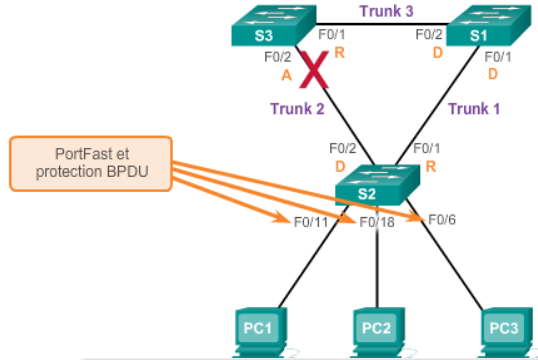 Trunk 3
S3
F0/1
F0/2
S1
F0/2
R
D
F0/1
A
D
Trunk 2
Trunk 1
PortFast et
protection BPDU
F0/2
F0/1
D
R
S2
F0/11
F0/18
F0/6
PC1
PC2
PC3